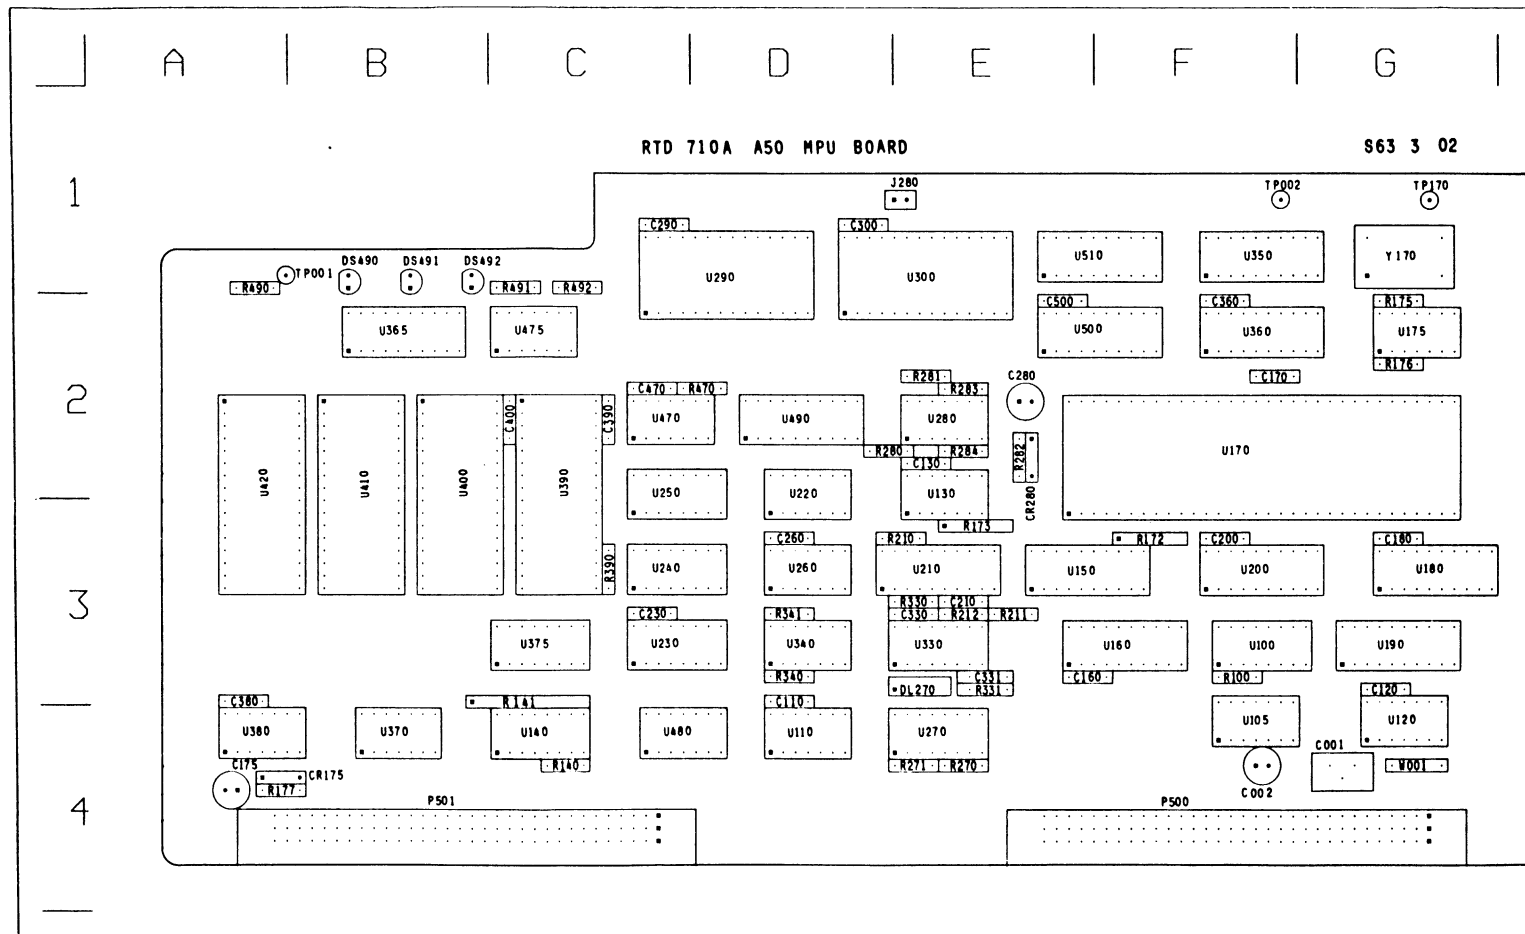 A B C D E F G
RTD 710A A50 MPU BOARD S63 3 02
1
J280 TP002 TP170
C290 C300
U290 U300 U510 U350 Y170
TP001 DS490 DS491 DS492
R490 R491 R492
C500 C360 R175
U365 U475 U500 U360 U175
R176
2
R281 C280 C170
C470 R470 R283
C400 C390 U470 U490 U280
R280 R284 R282 U170
C130
U420 U410 U400 U390 U250 U220 U130 CR280
R173
C260 R210 R172 C200 C180
R390 U240 U260 U210 U150 U200 U180
3
R330 C210
C230 R341 C330 R212 R211
U375 U230 U340 U330 U160 U100 U190
R340 C331 C160 R100
DL270 R331 C120
C380 R141 C110
U380 U370 U140 U480 U110 U270 U105 U120
C001
C175 CR175 R140 R271 R270 W001
R177 C002
4
P501 P500